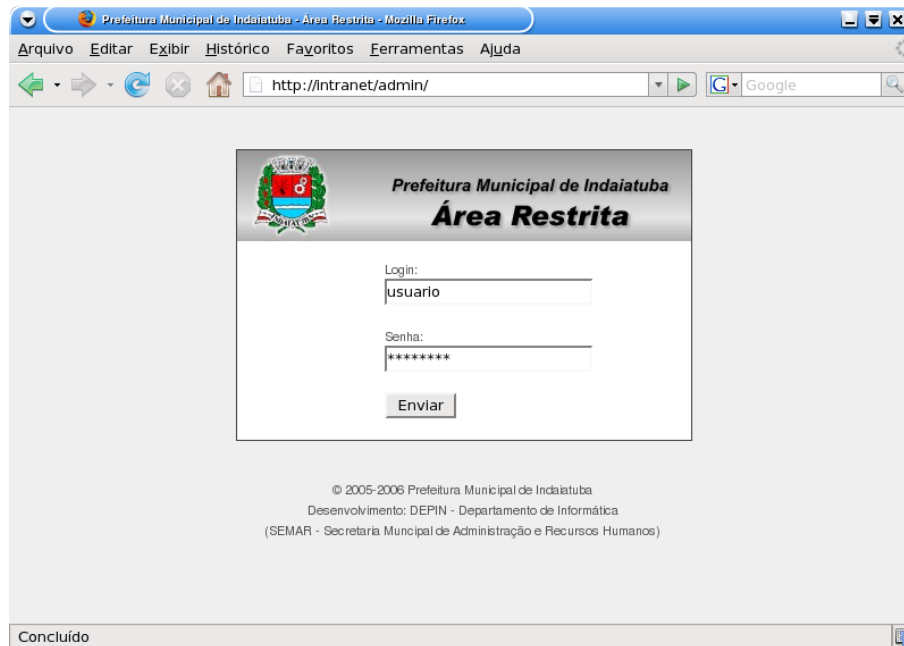 Prefeitura Municipal de Indaiatuba - Área Restrita - Mozilla Firefox
Arquivo Editar Exibir Histórico Favoritos Ferramentas Ajuda
http://intranet/admin/ G Google
Prefeitura Municipal de Indaiatuba
Área Restrita
INDAIATUBA
Login:
usuario
Senha:
********
Enviar
© 2005-2006 Prefeitura Municipal de Indaiatuba
Desenvolvimento: DEPIN - Departamento de Informática
(SEMAR - Secretaria Muncipal de Administração e Recursos Humanos)
Concluído